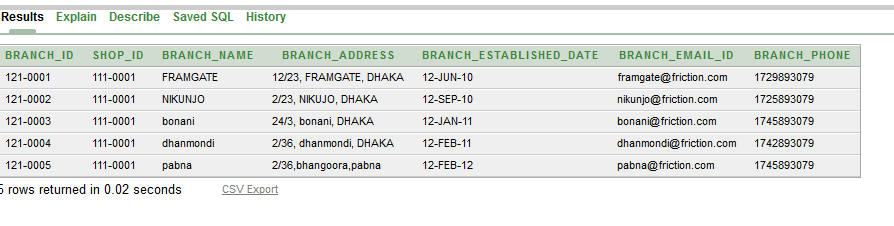 Results Explain Describe Saved SQL History
BRANCH_ID SHOP_ID BRANCH_NAME BRANCH_ADDRESS BRANCH_ESTABLISHED_DATE BRANCH_EMAIL_ID BRANCH_PHONE
121-0001 111-0001 FRAMGATE 12/23, FRAMGATE, DHAKA 12-JUN-10 framgate@friction.com 1729893079
121-0002 111-0001 NIKUNJO 2/23, NIKUJO, DHAKA 12-SEP-10 nikunjo@friction.com 1725893079
121-0003 111-0001 bonani 24/3, bonani, DHAKA 12-JAN-11 bonani@friction.com 1745893079
121-0004 111-0001 dhanmondi 2/36, dhanmondi, DHAKA 12-FEB-11 dhanmondi@friction.com 1742893079
121-0005 111-0001 pabna 2/36,bhangoora,pabna 12-FEB-12 pabna@friction.com 1745893079
5 rows returned in 0.02 seconds CSV Export